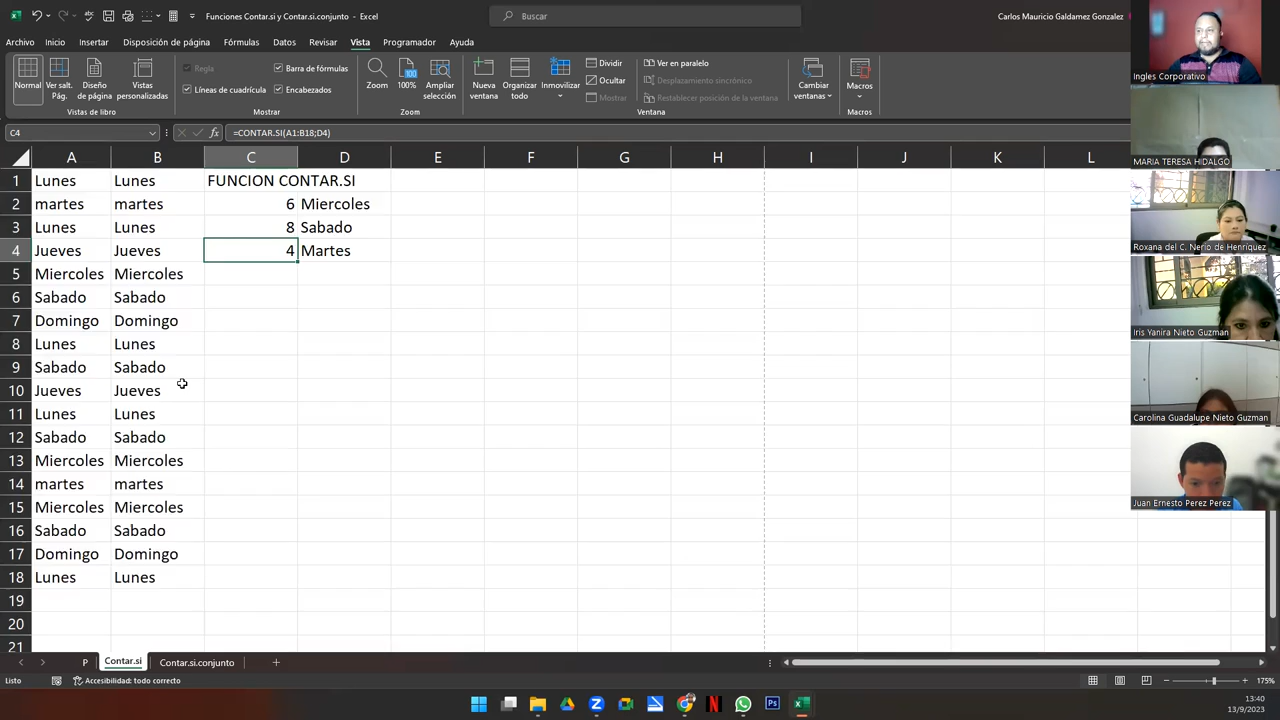 Funciones Contar.si y Contar.si.conjunto - Excel
Buscar
Carlos Mauricio Galdamez Gonzalez
Archivo Inicio Insertar Disposición de página Fórmulas Datos Revisar Vista Programador Ayuda
Normal
Ver salt. Pág.
Diseño de página
Vistas personalizadas
Regla
Barra de fórmulas
Líneas de cuadrícula
Encabezados
Zoom
100
100%
Ampliar selección
Nueva ventana
Organizar todo
Inmovilizar
Dividir
Ocultar
Mostrar
Ver en paralelo
Desplazamiento sincrónico
Restablecer posición de la ventana
Cambiar ventanas
Macros
Vistas de libro
Mostrar
Zoom
Ventana
Macros
C4
fx
=CONTAR.SI(A1:B18;D4)
A B C D E F G H I J K L
1 Lunes Lunes FUNCION CONTAR.SI
2 martes martes 6 Miercoles
3 Lunes Lunes 8 Sabado
4 Jueves Jueves 4 Martes
5 Miercoles Miercoles
6 Sabado Sabado
7 Domingo Domingo
8 Lunes Lunes
9 Sabado Sabado
10 Jueves Jueves
11 Lunes Lunes
12 Sabado Sabado
13 Miercoles Miercoles
14 martes martes
15 Miercoles Miercoles
16 Sabado Sabado
17 Domingo Domingo
18 Lunes Lunes
19
20
21
Ingles Corporativo
MARIA TERESA HIDALGO
Roxana del C. Nerio de Henriquez
Iris Yanira Nieto Guzman
Carolina Guadalupe Nieto Guzman
Juan Ernesto Perez Perez
P Contar.si Contar.si.conjunto
Listo
Accesibilidad: todo correcto
175%
13:40
13/9/2023